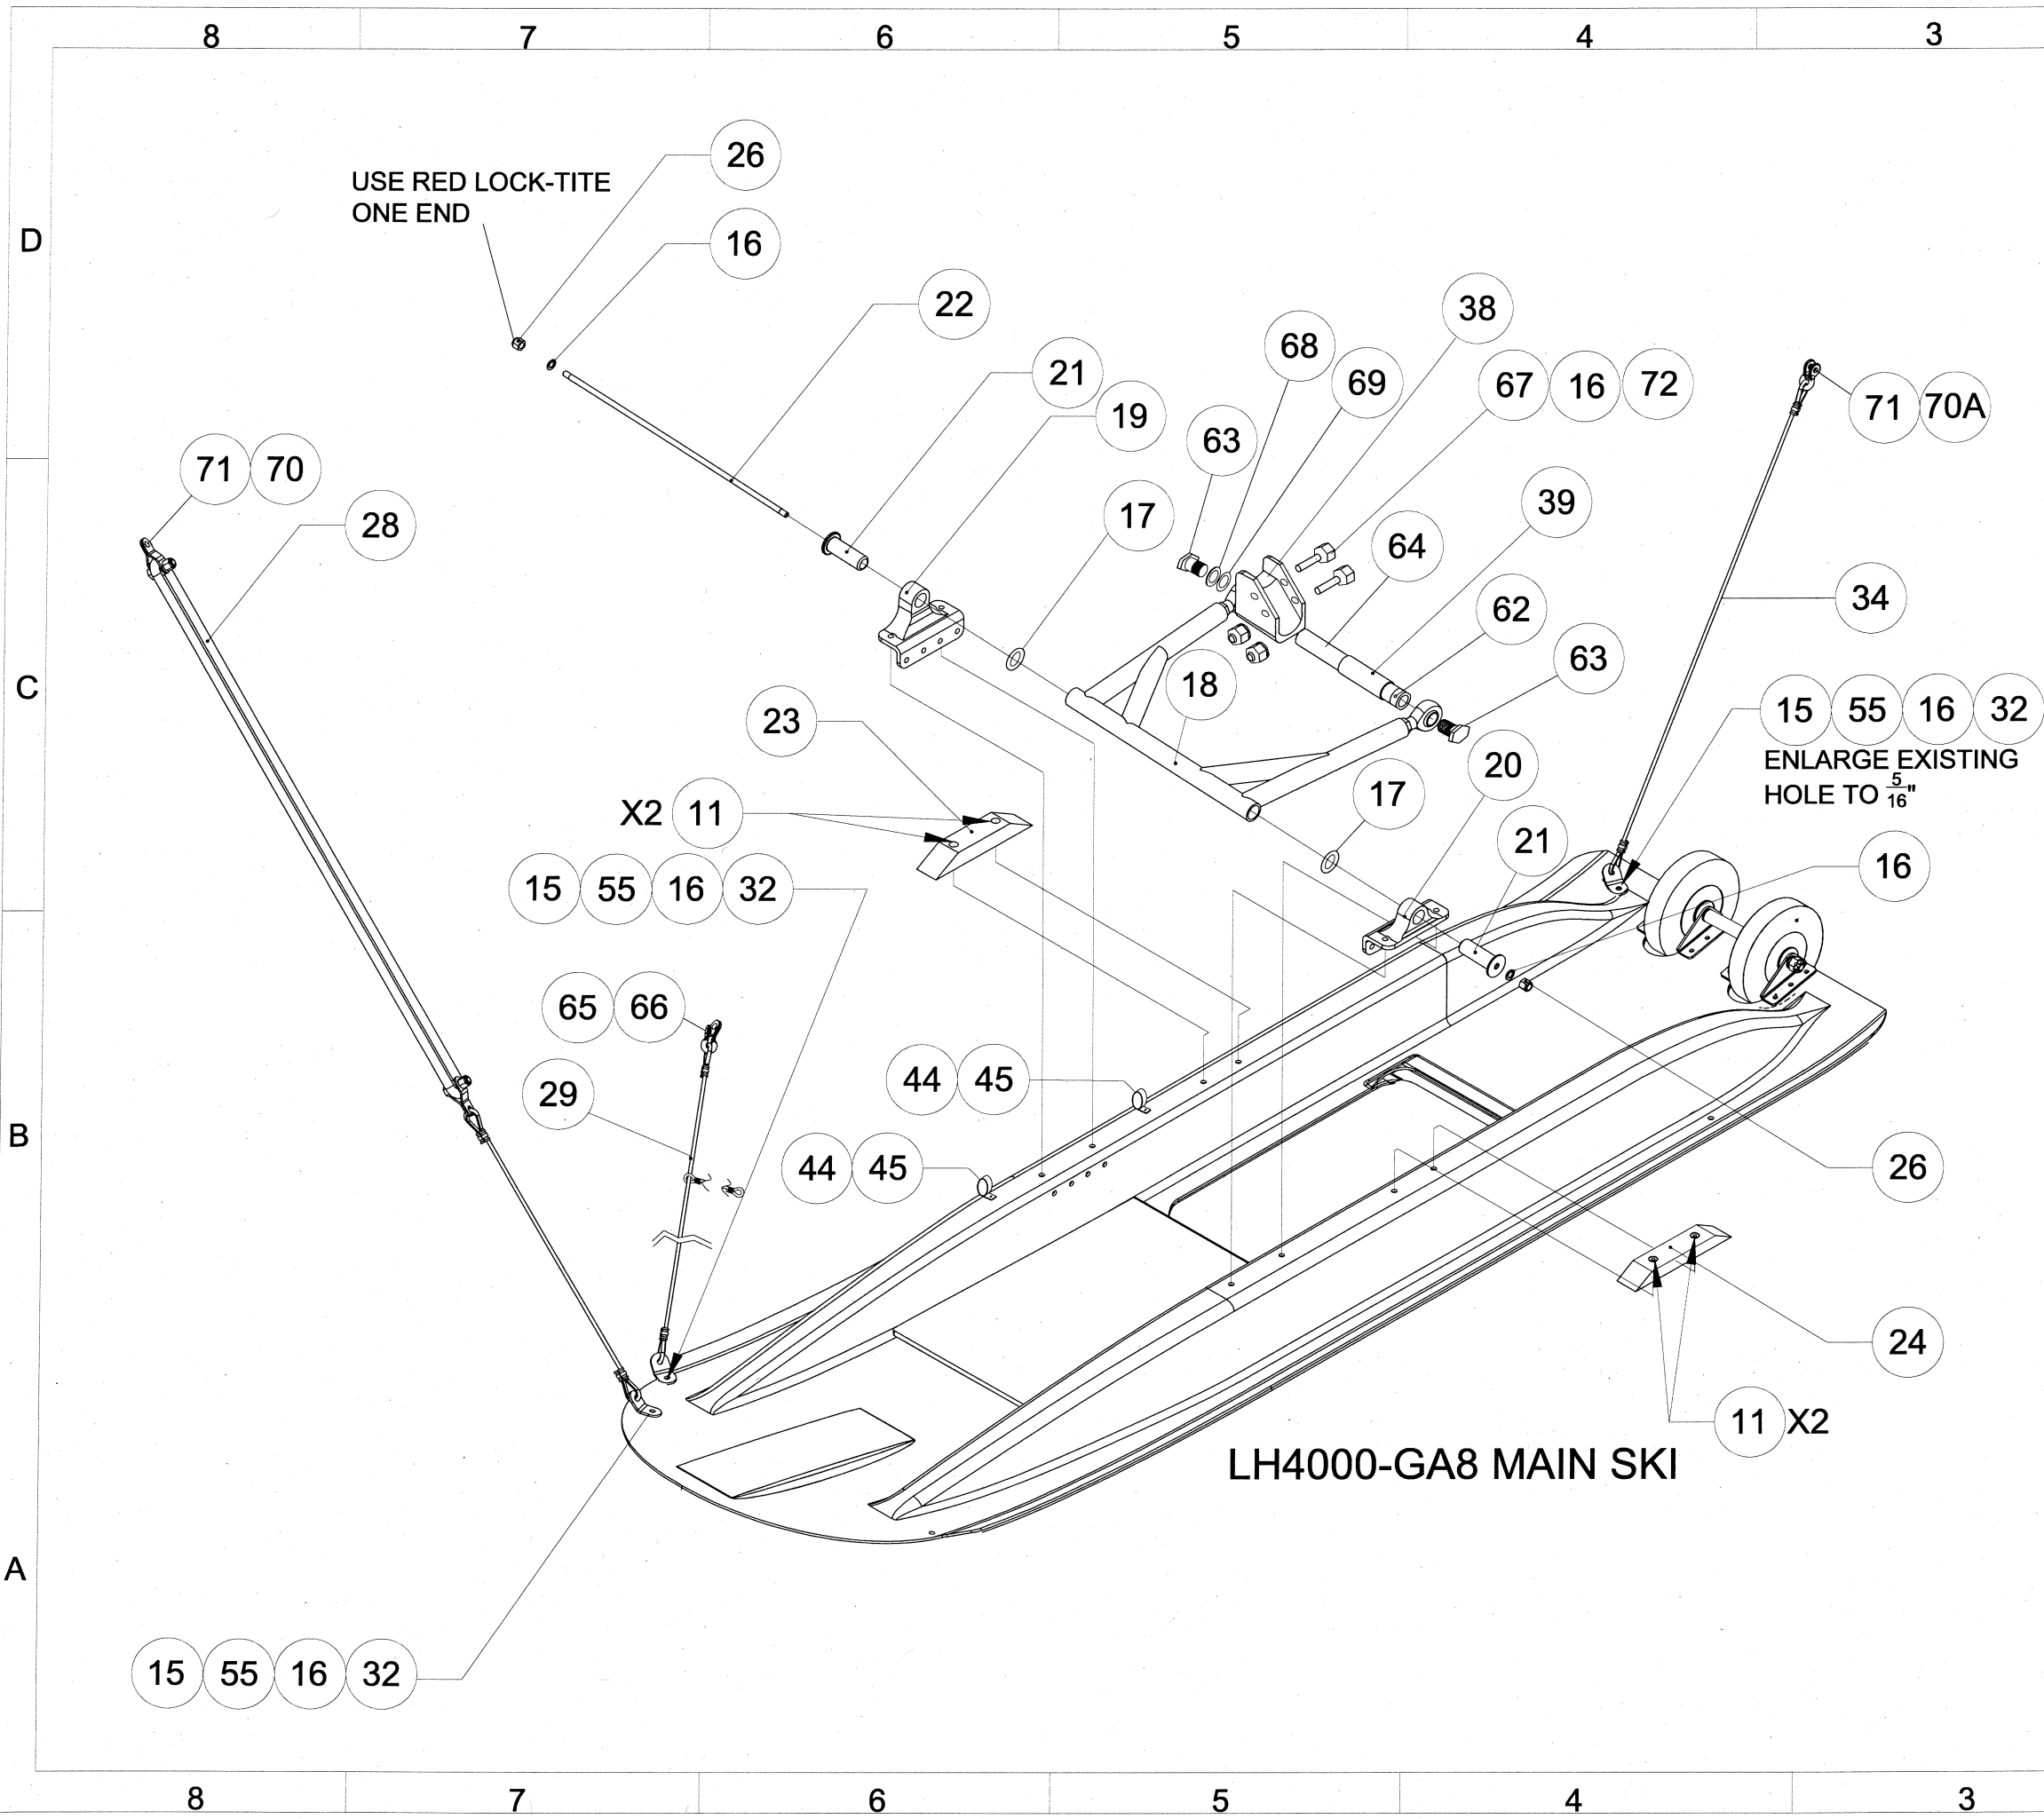 8 7 6 5 4 3
26
USE RED LOCK-TITE
ONE END
16
D
22
38
68
21
69
67 16 72
19
71 70A
63
71 70
17
39
28
64
34
62
63
18
C
15 55 16 32
ENLARGE EXISTING
HOLE TO 5/16"
23
20
17
X2 11
21
16
15 55 16 32
65 66
44 45
29
B
44 45
26
24
11 X2
LH4000-GA8 MAIN SKI
A
15 55 16 32
8 7 6 5 4 3